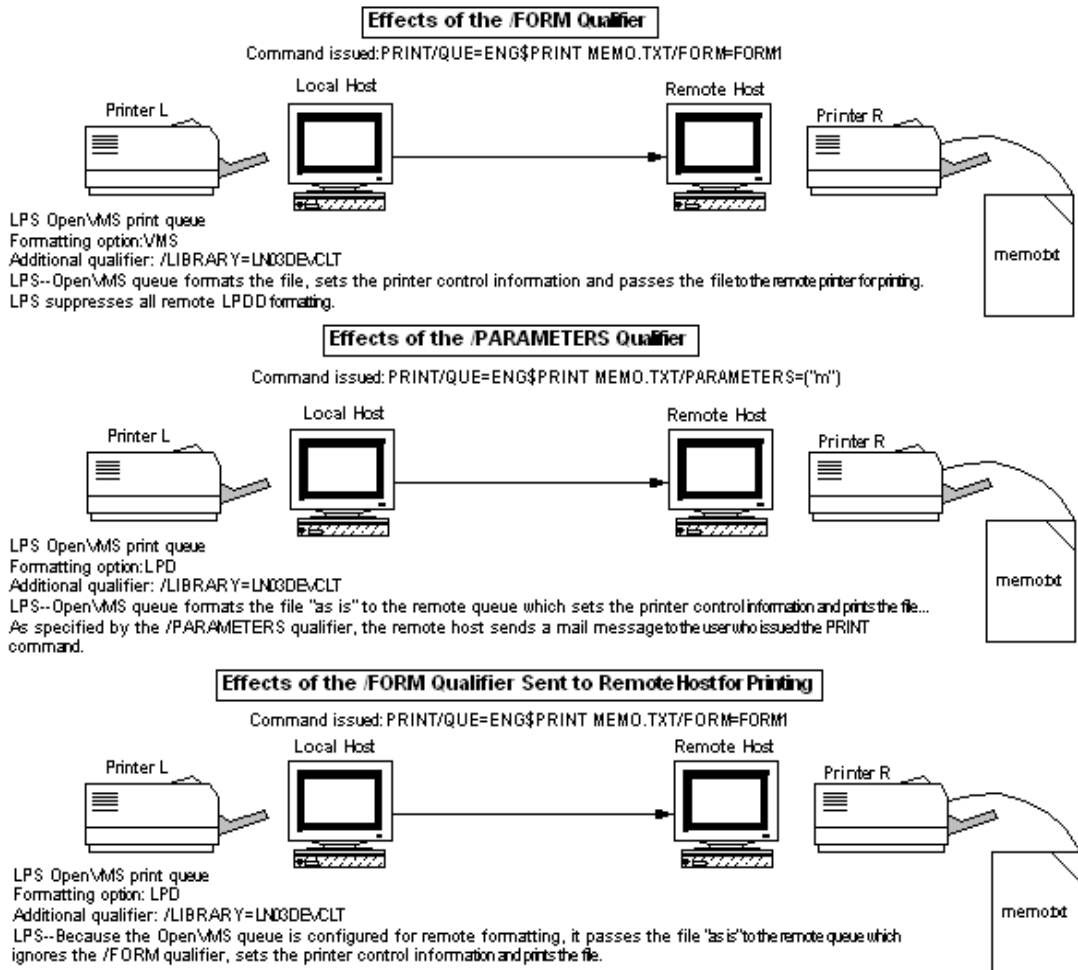 Effects of the /FORM Qualifier
Command issued:PRINT/QUE=ENG$PRINT MEMO.TXT/FORM=FORM1
Local Host
Remote Host
Printer L
Printer R
memo.txt
LPS OpenVMS print queue
Formatting option:VMS
Additional qualifier: /LIBRARY=LN03DEVCLT
LPS--OpenVMS queue formats the file, sets the printer control information and passes the file to the remote printer for printing.
LPS suppresses all remote LPDD formatting.
Effects of the /PARAMETERS Qualifier
Command issued: PRINT/QUE=ENG$PRINT MEMO.TXT/PARAMETERS=("m")
Local Host
Remote Host
Printer L
Printer R
memo.txt
LPS OpenVMS print queue
Formatting option:LPD
Additional qualifier: /LIBRARY=LN03DEVCLT
LPS--OpenVMS queue formats the file "as is" to the remote queue which sets the printer control information and prints the file...
As specified by the /PARAMETERS qualifier, the remote host sends a mail message to the user who issued the PRINT
command.
Effects of the /FORM Qualifier Sent to Remote Host for Printing
Command issued: PRINT/QUE=ENG$PRINT MEMO.TXT/FORM=FORM1
Local Host
Remote Host
Printer L
Printer R
memo.txt
LPS OpenVMS print queue
Formatting option: LPD
Additional qualifier: /LIBRARY=LN03DEVCLT
LPS--Because the OpenVMS queue is configured for remote formatting, it passes the file "as is" to the remote queue which
ignores the /FORM qualifier, sets the printer control information and prints the file.